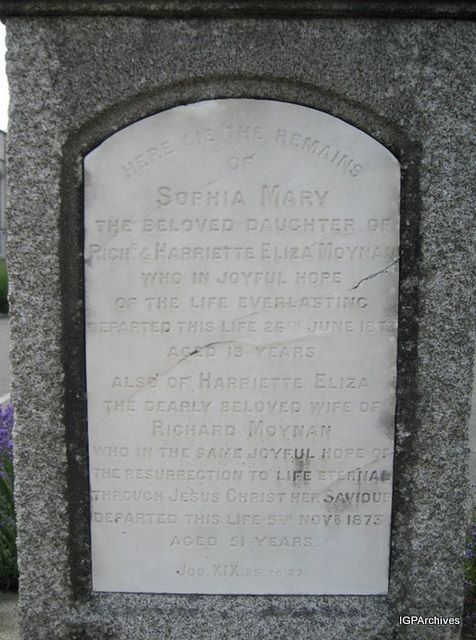 HERE LIE THE REMAINS
OF
SOPHIA MARY
THE BELOVED DAUGHTER OF
RICHD. & HARRIETTE ELIZA MOYNAN
WHO IN JOYFUL HOPE
OF THE LIFE EVERLASTING
DEPARTED THIS LIFE 26TH JUNE 1873
AGED 19 YEARS.
ALSO OF HARRIETTE ELIZA
THE DEARLY BELOVED WIFE OF
RICHARD MOYNAN
WHO IN THE SAME JOYFUL HOPE OF
THE RESURRECTION TO LIFE ETERNAL
THROUGH JESUS CHRIST HER SAVIOUR
DEPARTED THIS LIFE 5TH NOVR. 1873
AGED 51 YEARS.
JOB. XIX. 25. TO 27.
IGPArchives